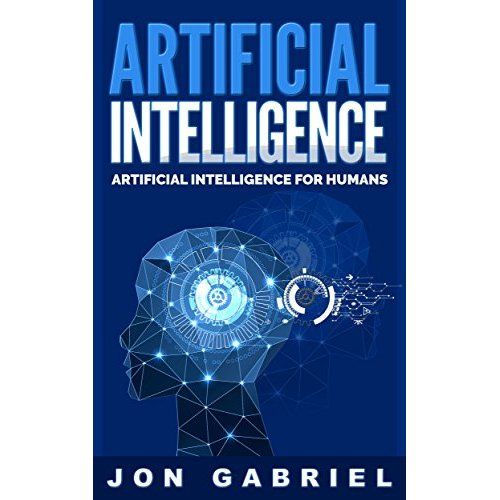 ARTIFICIAL
INTELLIGENCE
ARTIFICIAL INTELLIGENCE FOR HUMANS
JON GABRIEL